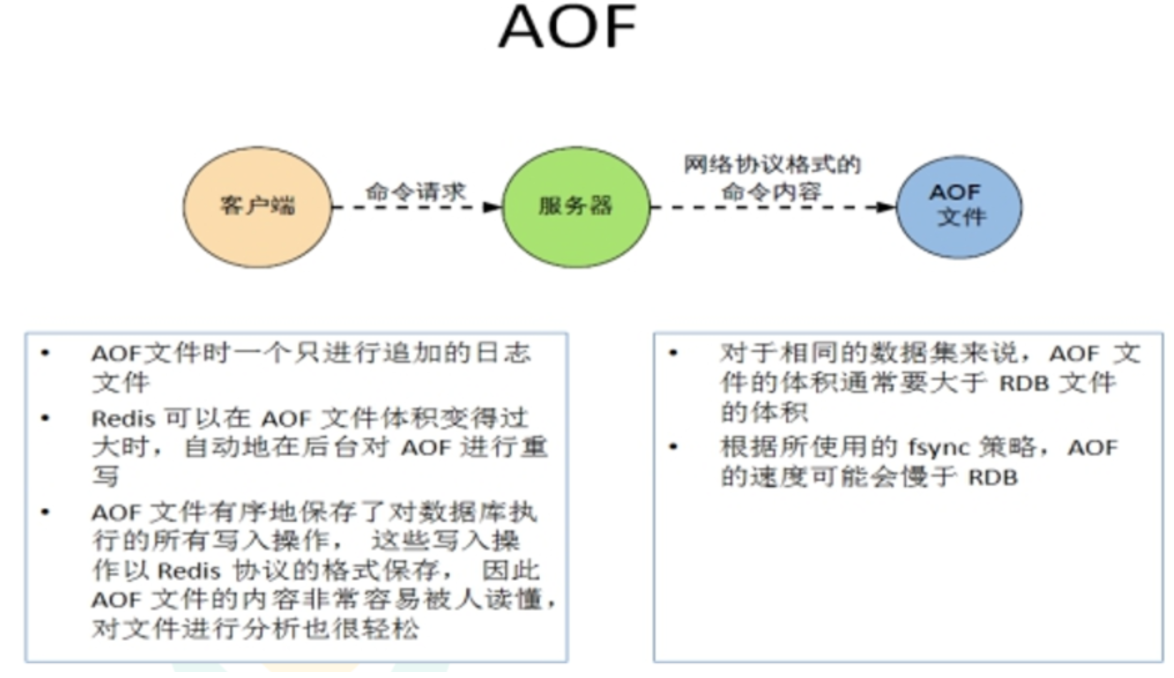 AOF
客户端
命令请求
服务器
网络协议格式的
命令内容
AOF
文件
• AOF文件时一个只进行追加的日志
文件
• Redis 可以在 AOF 文件体积变得过
大时，自动地在后台对 AOF 进行重
写
• AOF 文件有序地保存了对数据库执
行的所有写入操作， 这些写入操
作以 Redis 协议的格式保存， 因此
AOF 文件的内容非常容易被人读懂，
对文件进行分析也很轻松
• 对于相同的数据集来说，AOF 文
件的体积通常要大于 RDB 文件
的体积
• 根据所使用的 fsync 策略，AOF
的速度可能会慢于 RDB